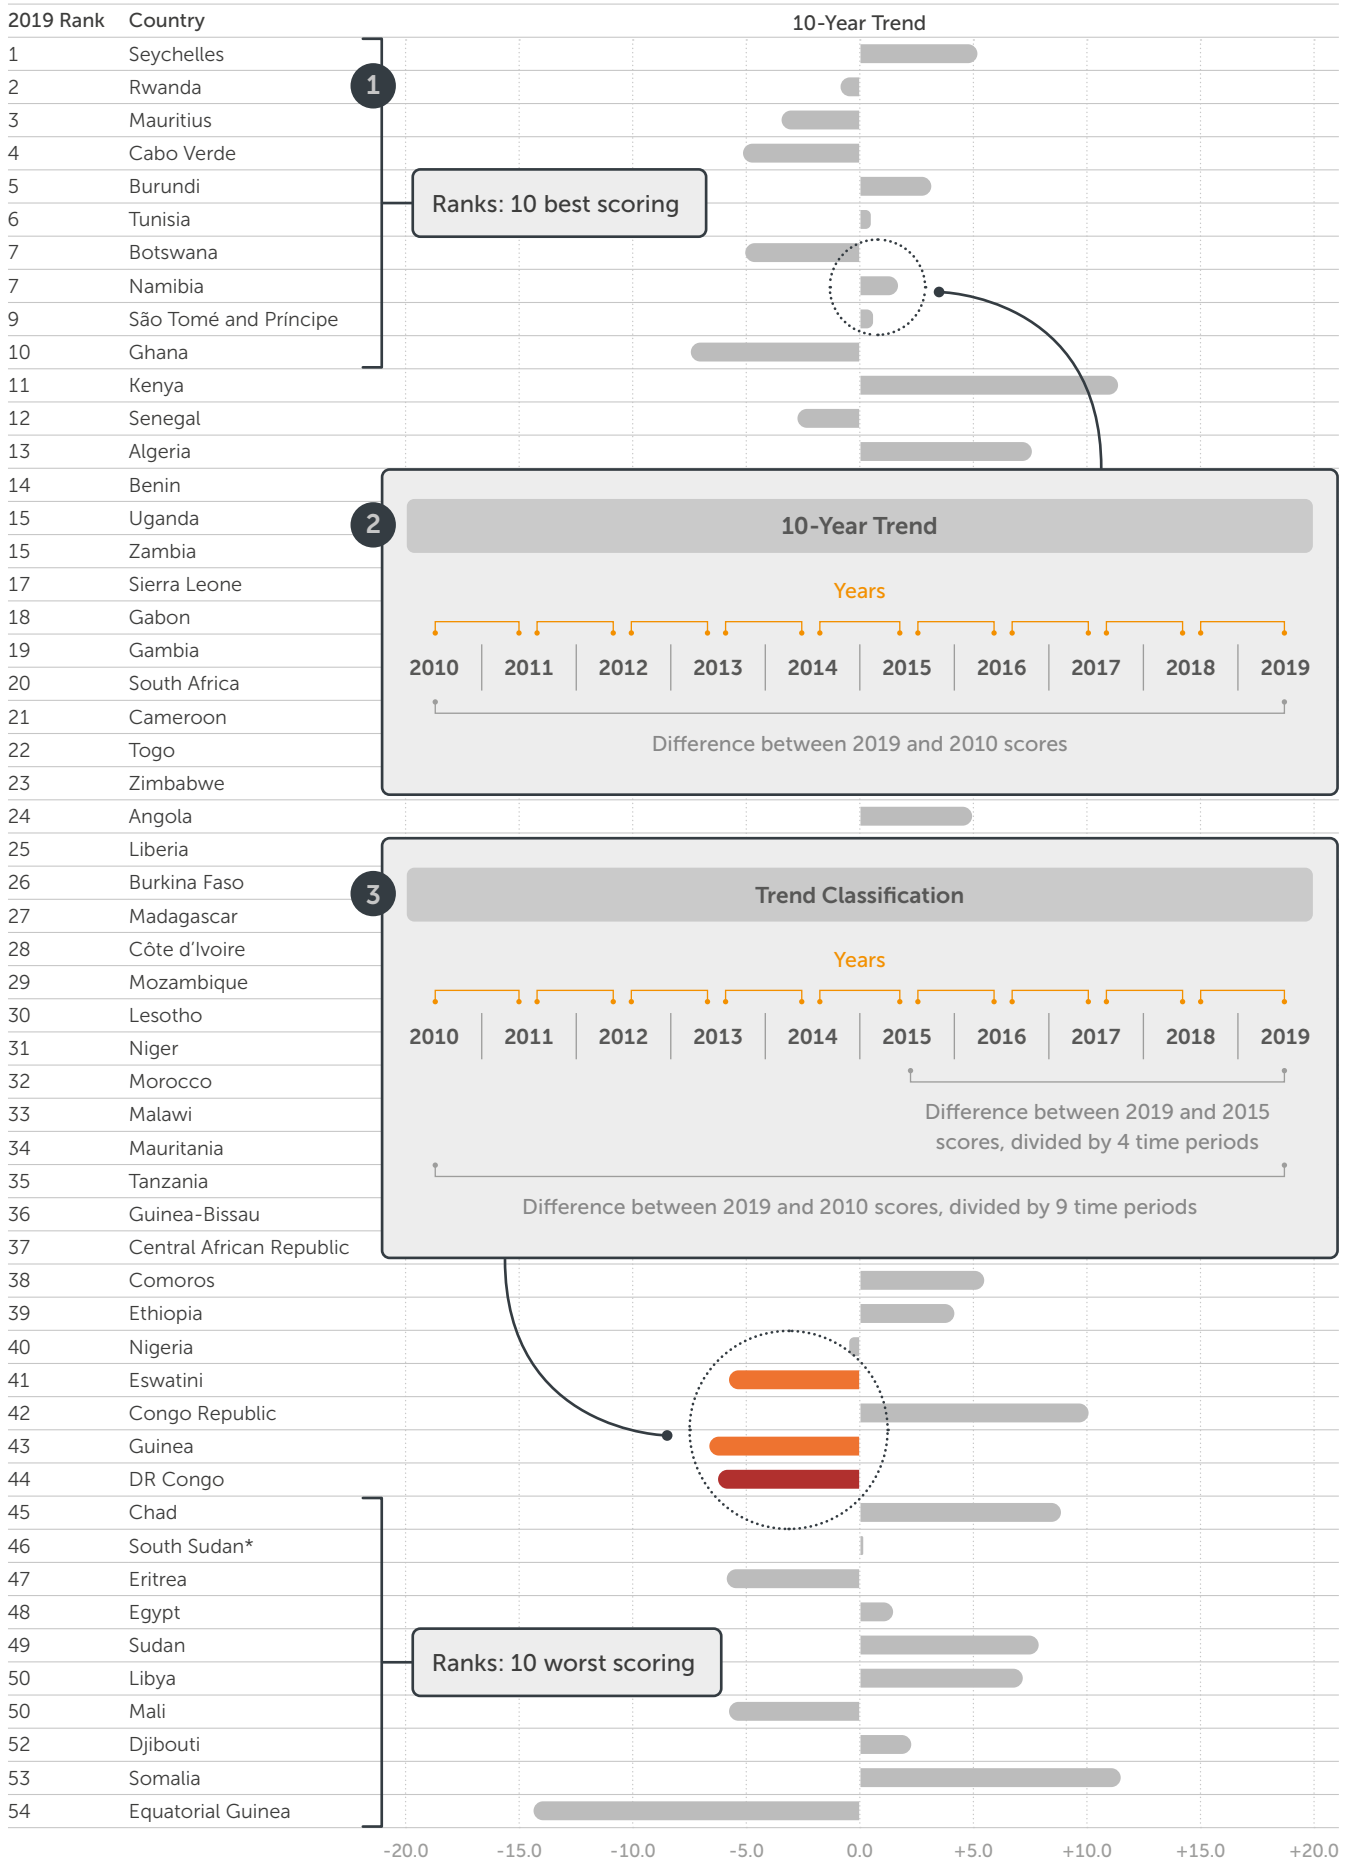 2019 Rank Country 10-Year Trend
1 Seychelles
1
2 Rwanda
3 Mauritius
4 Cabo Verde
5 Burundi
Ranks: 10 best scoring
6 Tunisia
7 Botswana
7 Namibia
9 São Tomé and Príncipe
10 Ghana
11 Kenya
12 Senegal
13 Algeria
14 Benin
15 Uganda
15 Zambia
17 Sierra Leone
18 Gabon
19 Gambia
20 South Africa
21 Cameroon
22 Togo
23 Zimbabwe
2
10-Year Trend
Years
2010 2011 2012 2013 2014 2015 2016 2017 2018 2019
Difference between 2019 and 2010 scores
24 Angola
25 Liberia
26 Burkina Faso
27 Madagascar
28 Côte d'Ivoire
29 Mozambique
30 Lesotho
31 Niger
32 Morocco
33 Malawi
34 Mauritania
35 Tanzania
36 Guinea-Bissau
37 Central African Republic
3
Trend Classification
Years
2010 2011 2012 2013 2014 2015 2016 2017 2018 2019
Difference between 2019 and 2015
scores, divided by 4 time periods
Difference between 2019 and 2010 scores, divided by 9 time periods
38 Comoros
39 Ethiopia
40 Nigeria
41 Eswatini
42 Congo Republic
43 Guinea
44 DR Congo
45 Chad
46 South Sudan*
47 Eritrea
48 Egypt
49 Sudan
Ranks: 10 worst scoring
50 Libya
50 Mali
52 Djibouti
53 Somalia
54 Equatorial Guinea
-20.0 -15.0 -10.0 -5.0 0.0 +5.0 +10.0 +15.0 +20.0